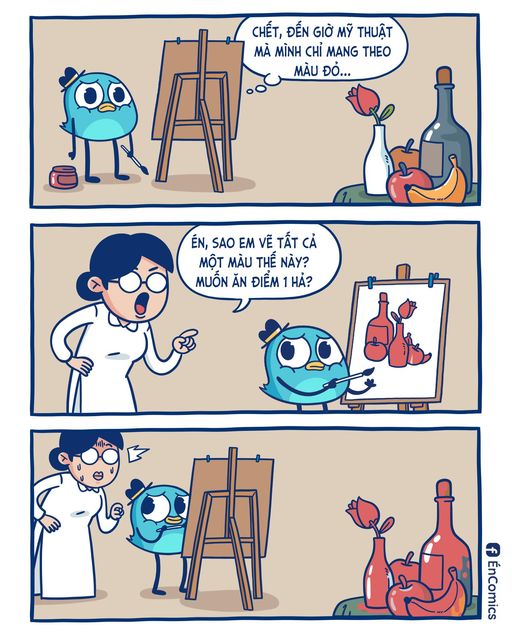 CHẾT, ĐẾN GIỜ MỸ THUẬT
MÀ MÌNH CHỈ MANG THEO
MÀU ĐỎ...
ÉN, SAO EM VẼ TẤT CẢ
MỘT MÀU THẾ NÀY?
MUỐN ĂN ĐIỂM 1 HẢ?
ÉnComics